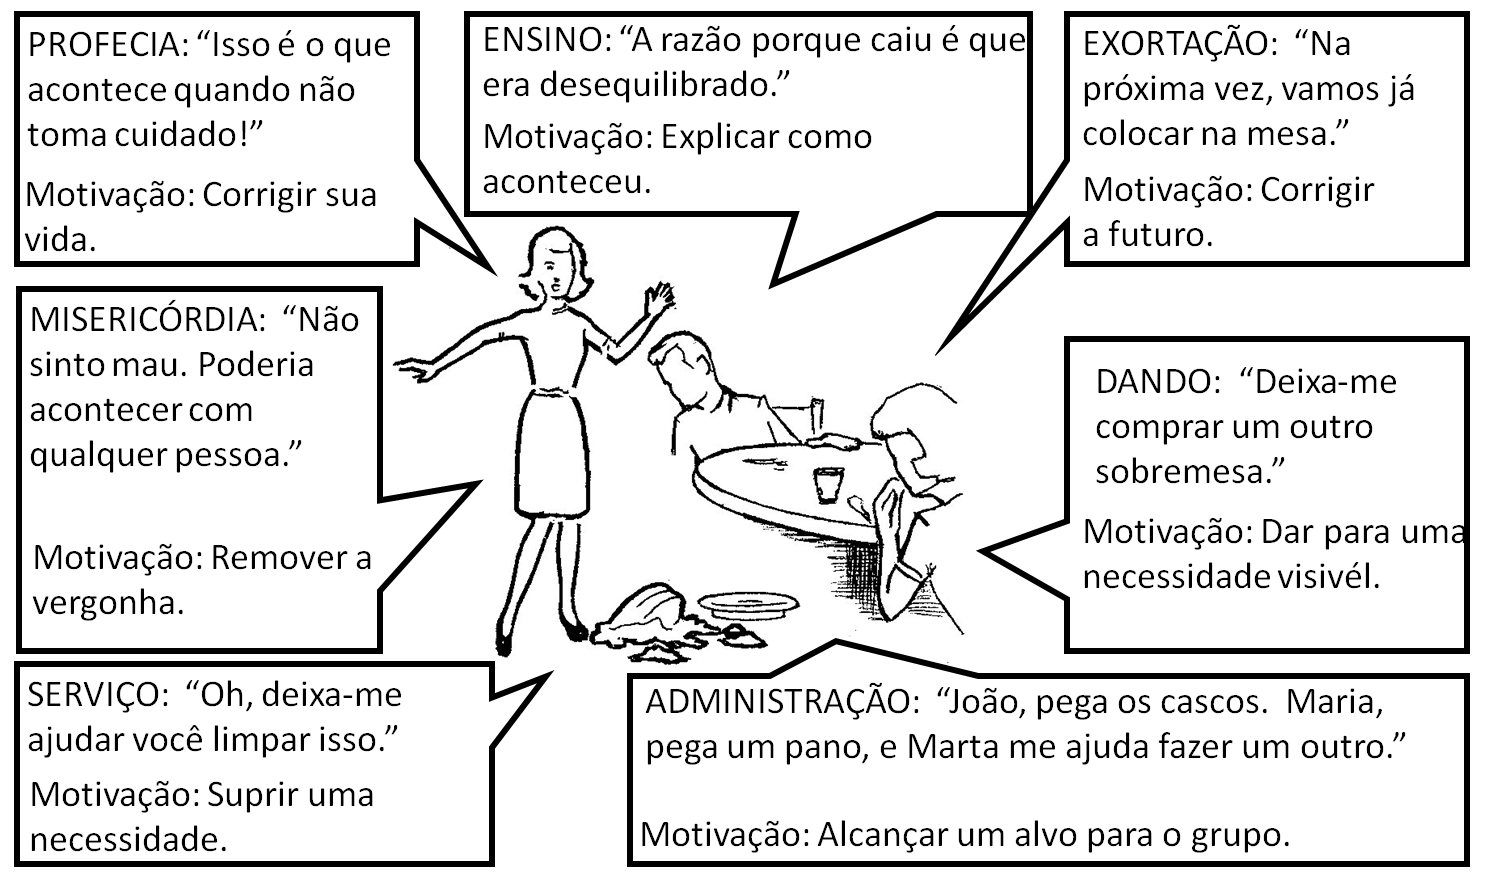 PROFECIA: “Isso é o que
acontece quando não
toma cuidado!”
Motivação: Corrigir sua
vida.
ENSINO: “A razão porque caiu é que
era desequilibrado.”
Motivação: Explicar como
aconteceu.
EXORTAÇÃO: “Na
próxima vez, vamos já
colocar na mesa.”
Motivação: Corrigir
a futuro.
MISERICÓRDIA: “Não
sinto mau. Poderia
acontecer com
qualquer pessoa.”
Motivação: Remover a
vergonha.
DANDO: “Deixa-me
comprar um outro
sobremesa.”
Motivação: Dar para uma
necessidade visivél.
SERVIÇO: “Oh, deixa-me
ajudar você limpar isso.”
Motivação: Suprir uma
necessidade.
ADMINISTRAÇÃO: “João, pega os cascos. Maria,
pega um pano, e Marta me ajuda fazer um outro.”
Motivação: Alcançar um alvo para o grupo.